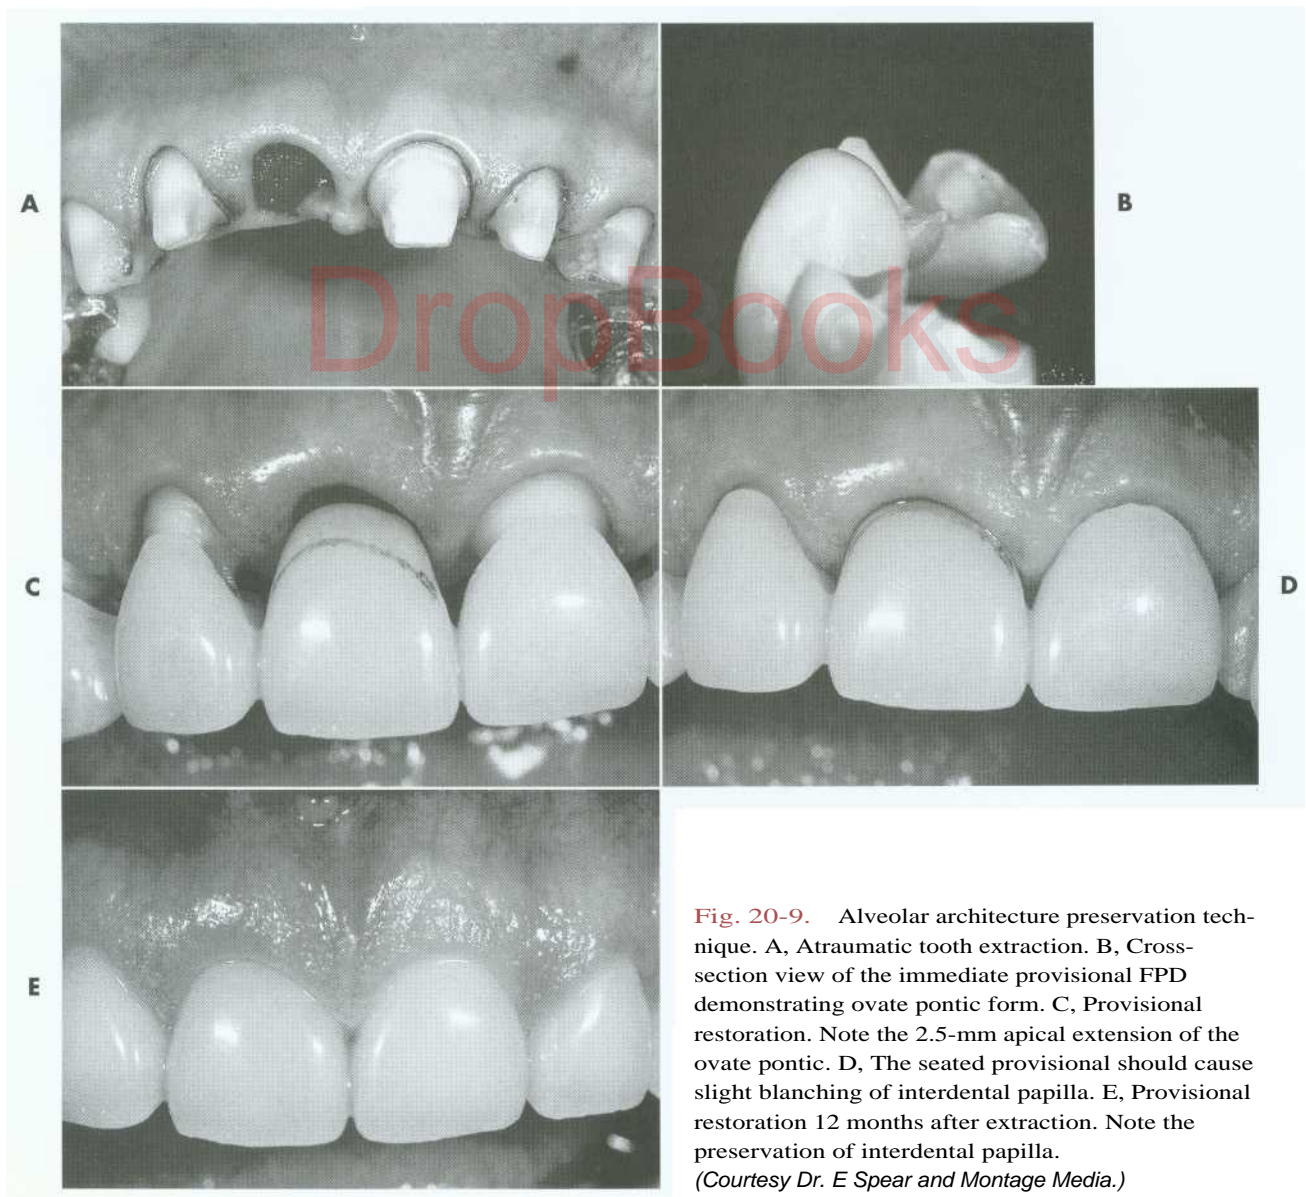 A
B
DropBooks
C
D
E
Fig. 20-9. Alveolar architecture preservation tech-
nique. A, Atraumatic tooth extraction. B, Cross-
section view of the immediate provisional FPD
demonstrating ovate pontic form. C, Provisional
restoration. Note the 2.5-mm apical extension of the
ovate pontic. D, The seated provisional should cause
slight blanching of interdental papilla. E, Provisional
restoration 12 months after extraction. Note the
preservation of interdental papilla.
(Courtesy Dr. E Spear and Montage Media.)